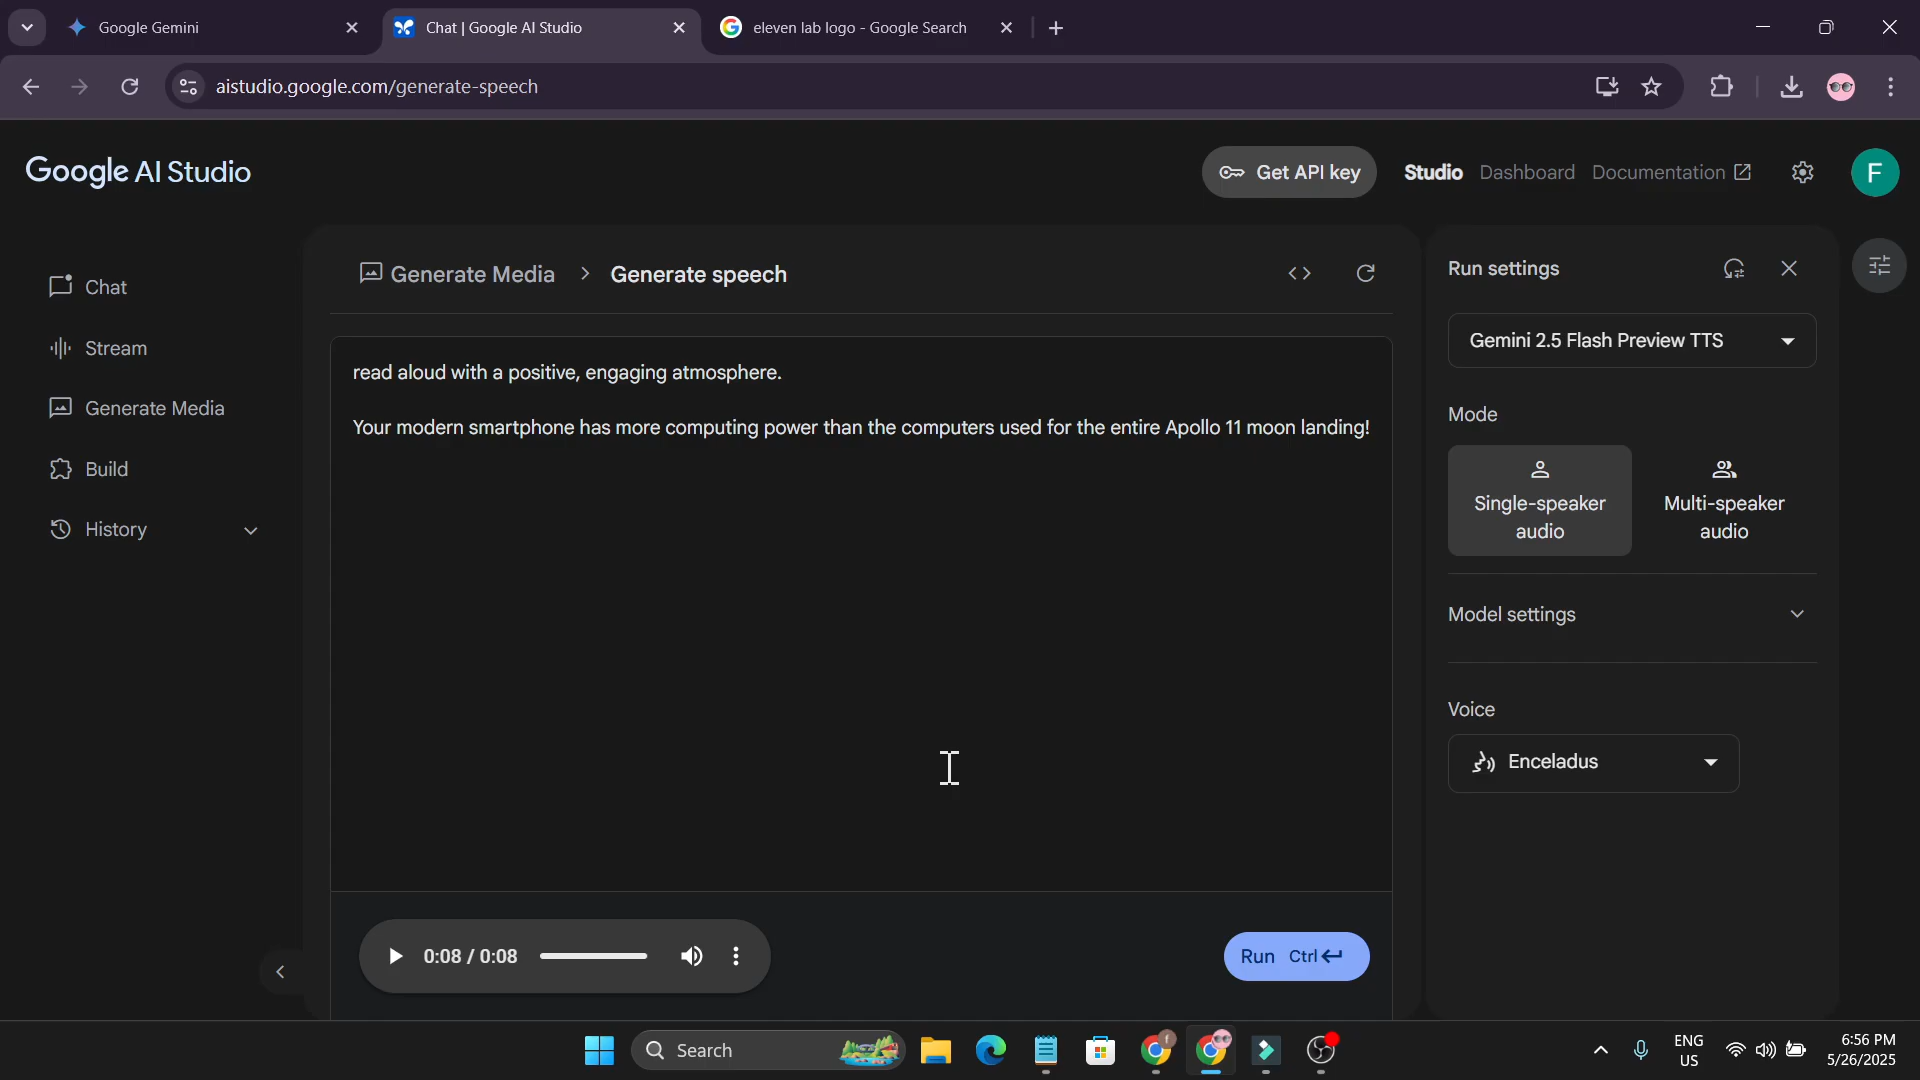 Google Gemini
Chat | Google AI Studio
eleven lab logo - Google Search
aistudio.google.com/generate-speech
Google AI Studio
Get API key
Studio
Dashboard
Documentation
F
Chat
Stream
Generate Media
Build
History
Generate Media > Generate speech
read aloud with a positive, engaging atmosphere.
Your modern smartphone has more computing power than the computers used for the entire Apollo 11 moon landing!
0:08 / 0:08
Run Ctrl
Run settings
Gemini 2.5 Flash Preview TTS
Mode
Single-speaker
audio
Multi-speaker
audio
Model settings
Voice
Enceladus
Search
ENG
US
6:56 PM
5/26/2025